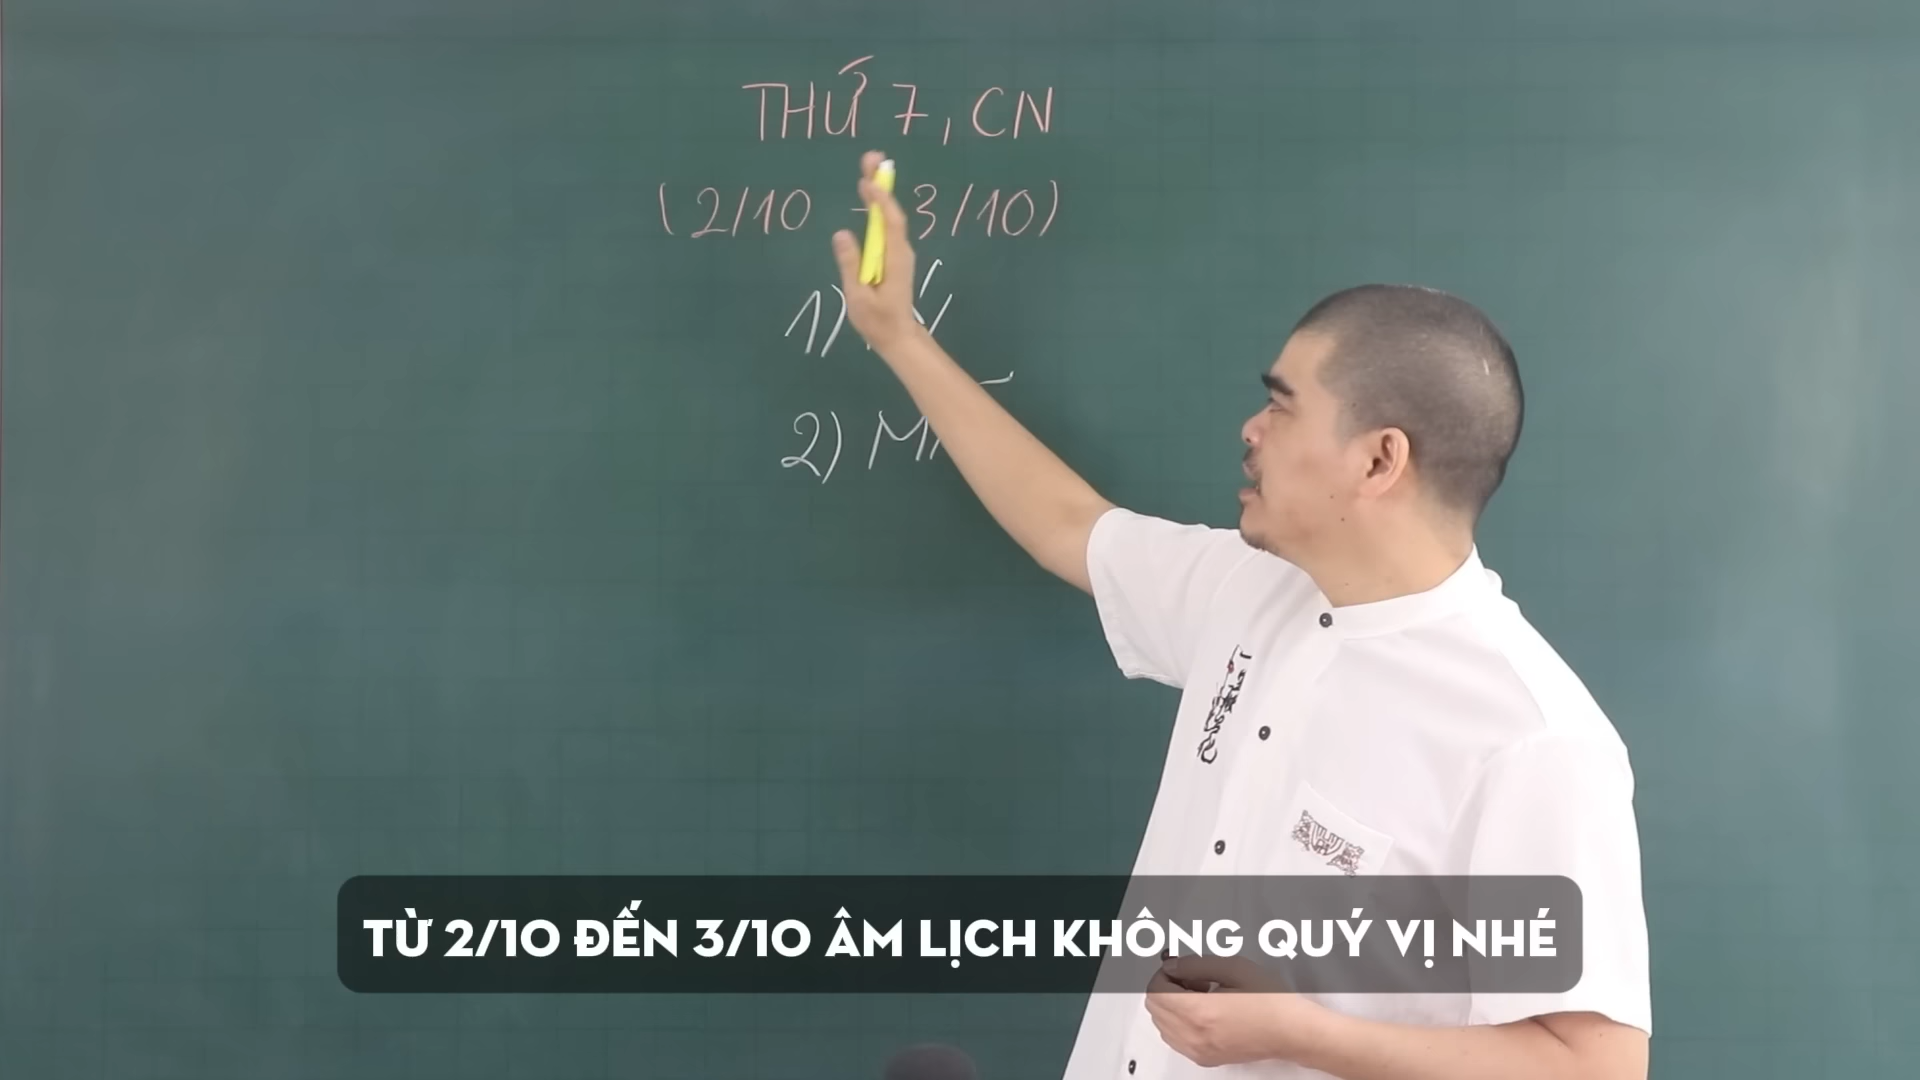 THỨ 7, CN
(2/10 - 3/10)
1)
2)
TỪ 2/10 ĐẾN 3/10 ÂM LỊCH KHÔNG QUÝ VỊ NHÉ